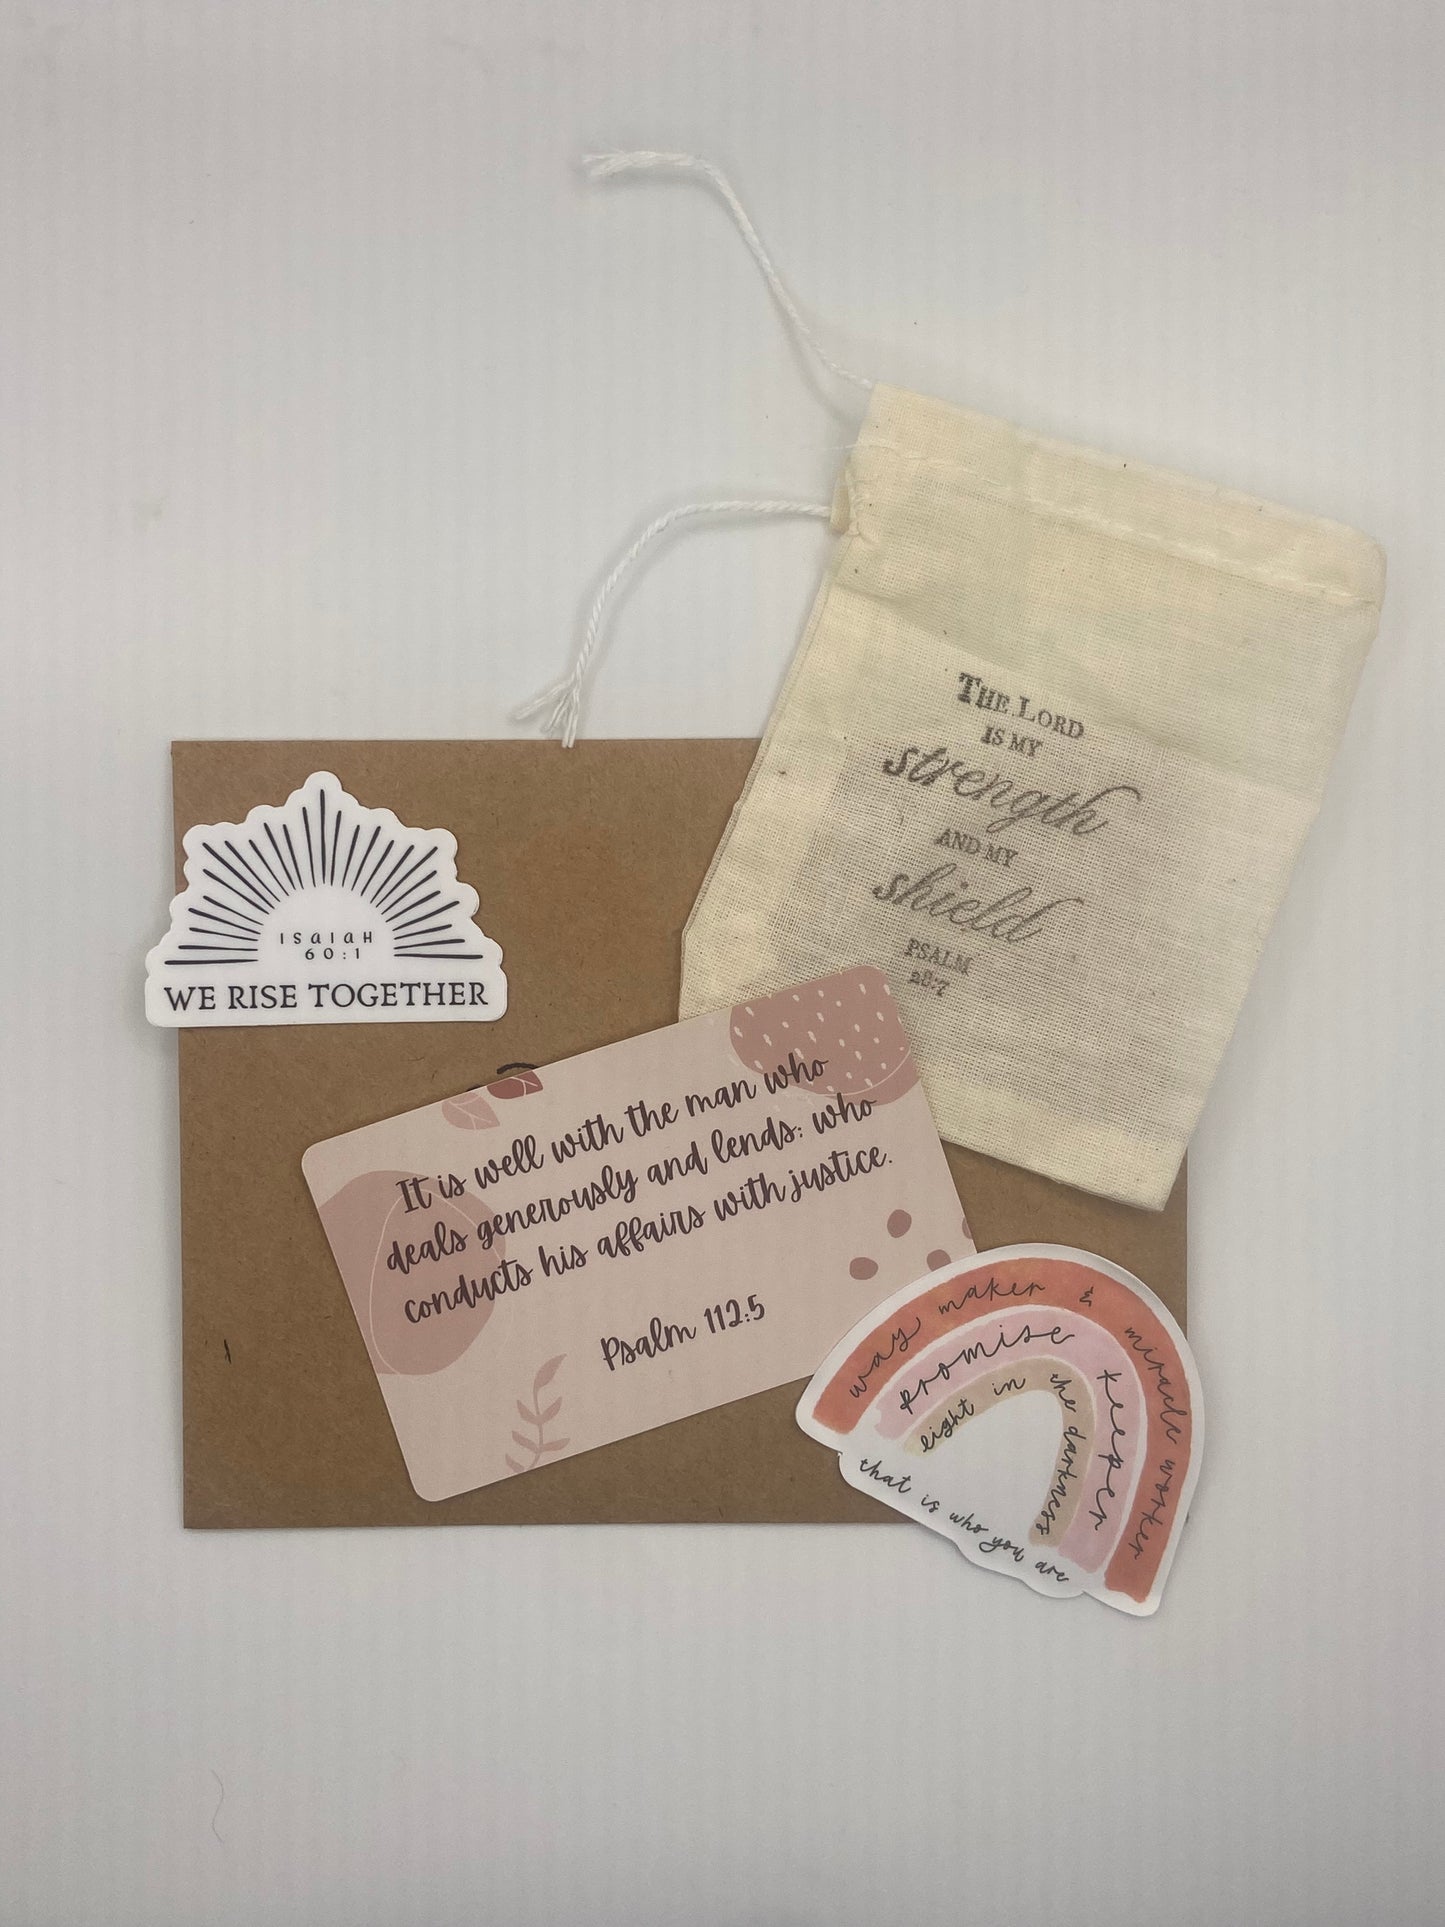 THE LORD
IS MY
strength
AND MY
shield
PSALM
28:7
ISAIAH
60:1
WE RISE TOGETHER
It is well with the man who
deals generously and lends; who
conducts his affairs with justice.
Psalm 112:5
way maker & miracle worker
promise keeper
eight in the darkness
that is who you are